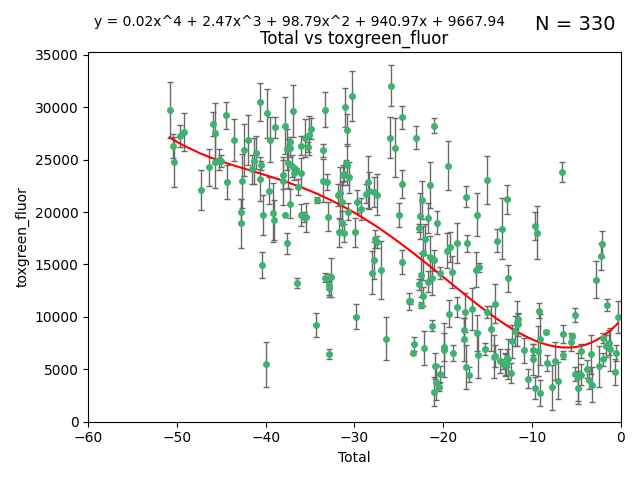 y = 0.02x^4 + 2.47x^3 + 98.79x^2 + 940.97x + 9667.94
N = 330
Total vs toxgreen_fluor
35000
30000
25000
20000
15000
10000
5000
0
toxgreen_fluor
−60 −50 −40 −30 −20 −10 0
Total